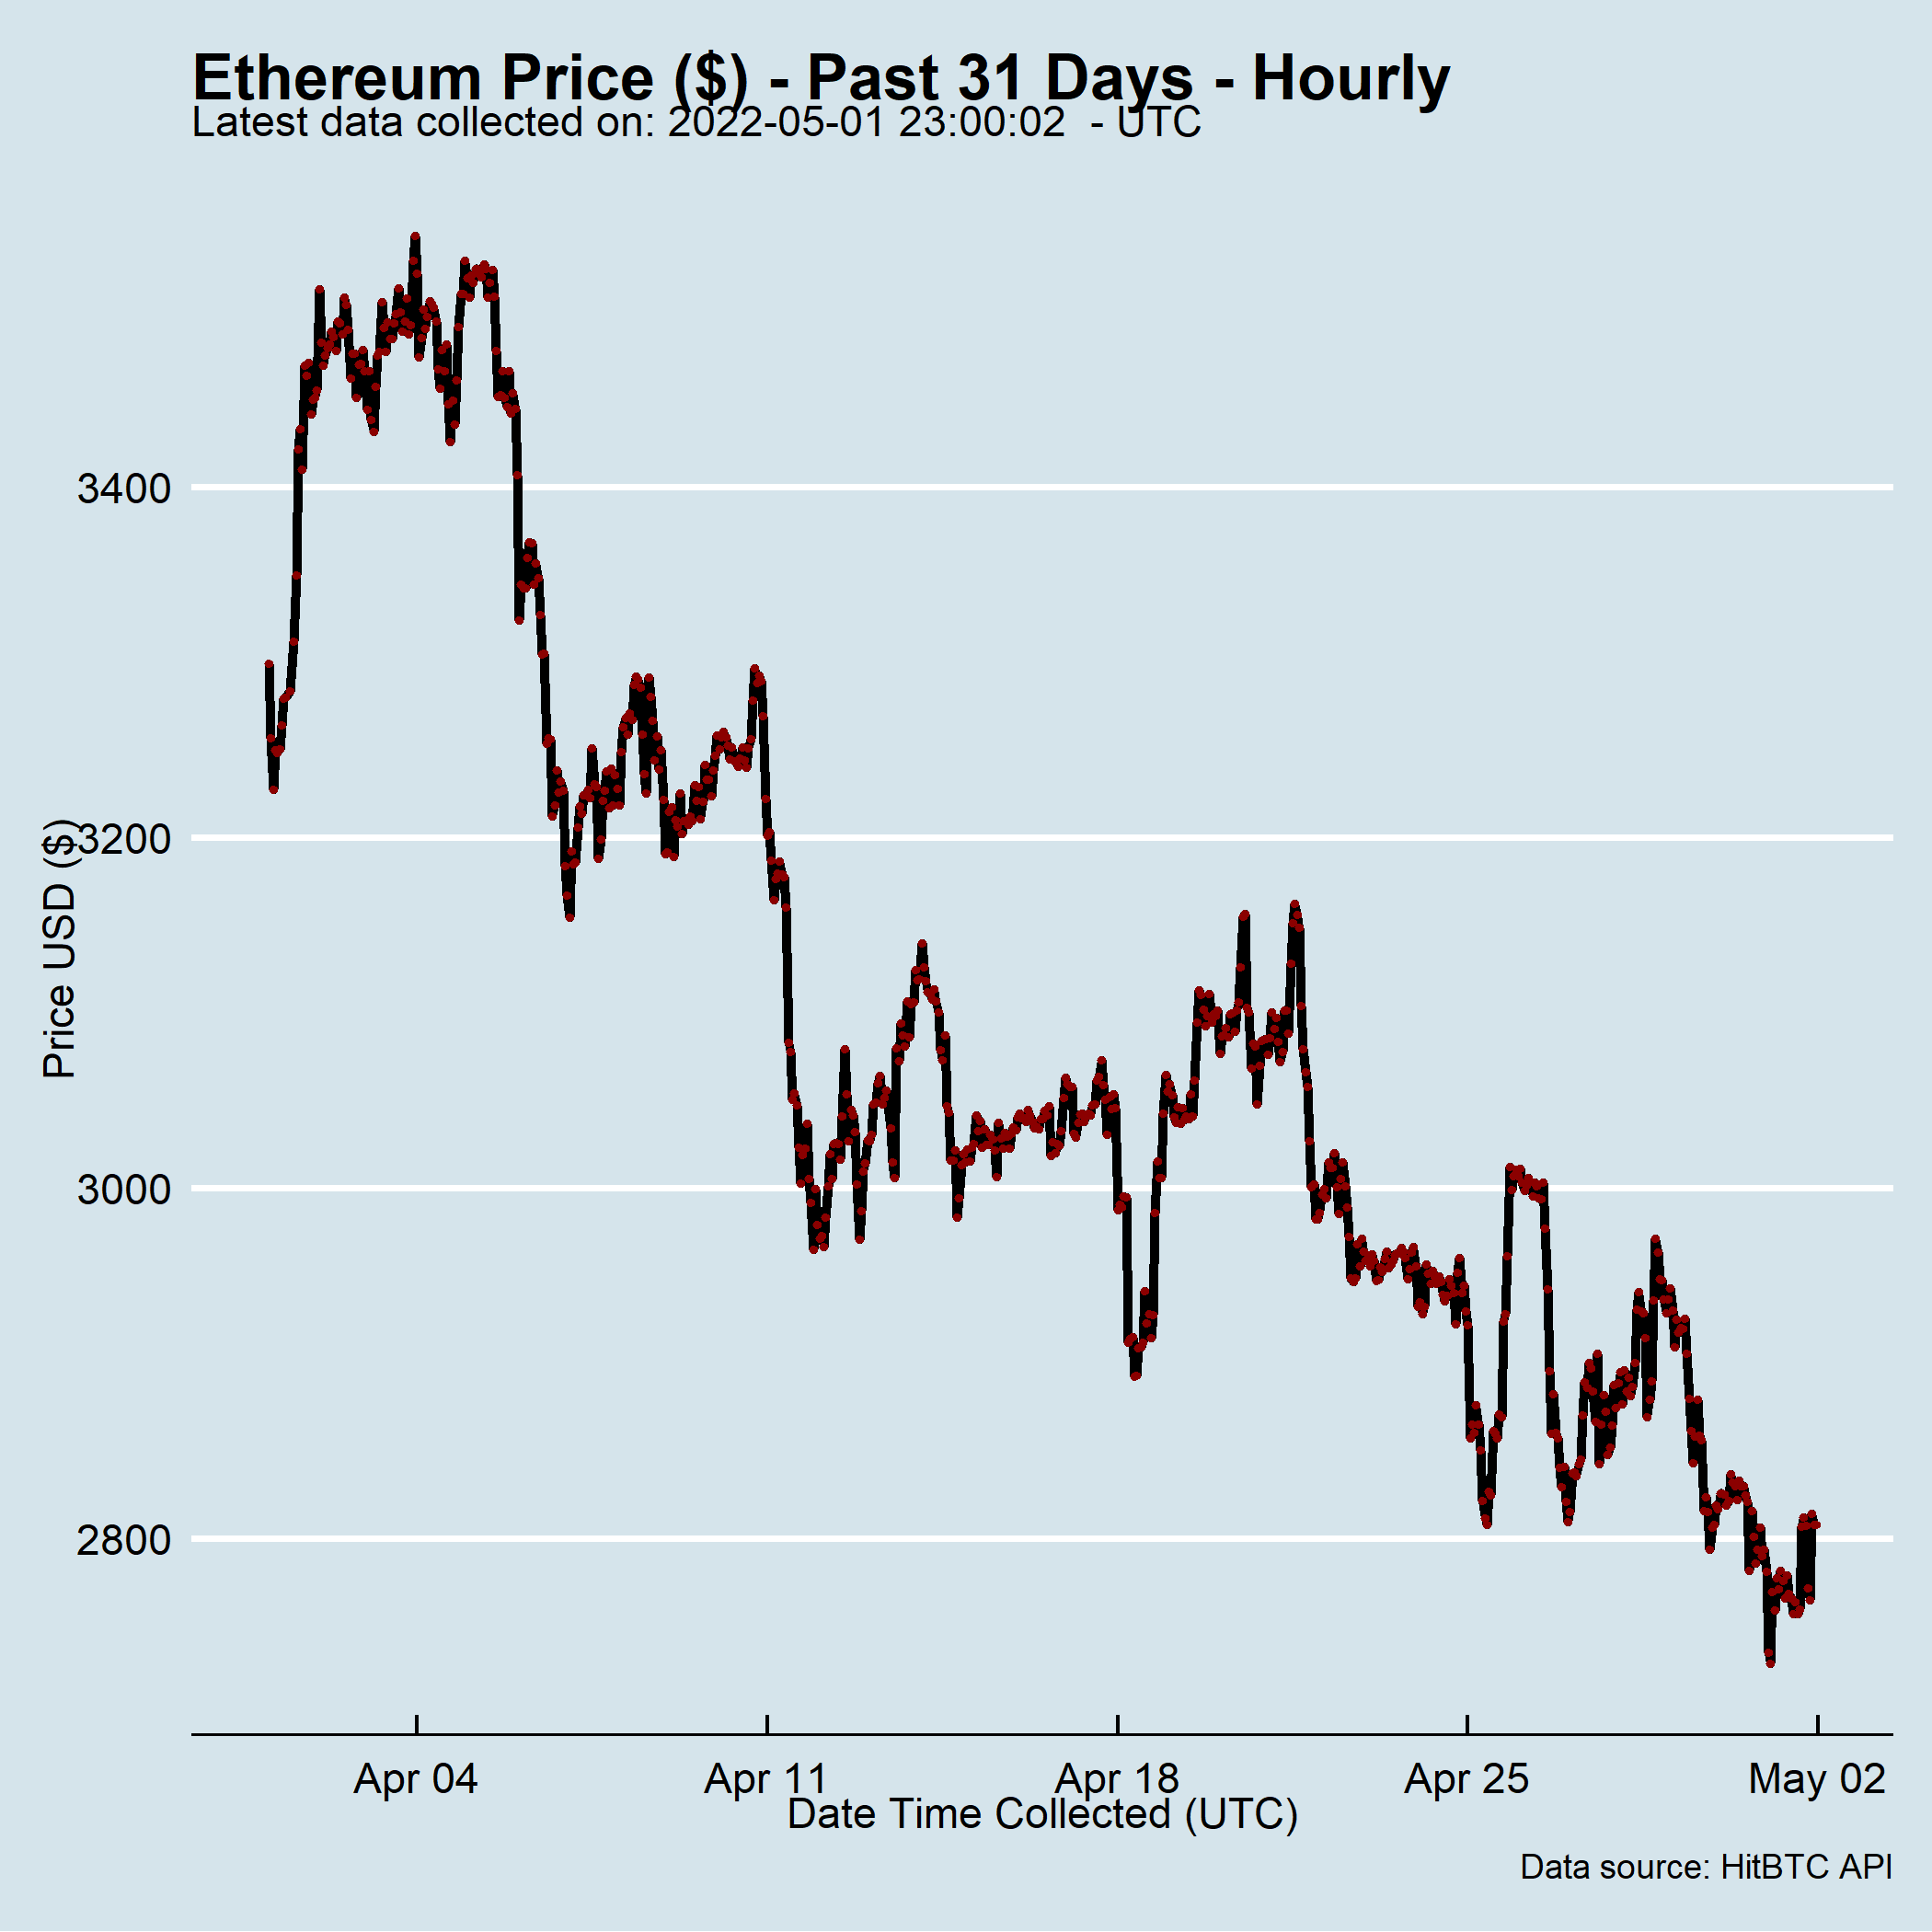 Ethereum Price ($) - Past 31 Days - Hourly
Latest data collected on: 2022-05-01 23:00:02  - UTC
Price USD ($)
3400
3200
3000
2800
Apr 04
Apr 11
Apr 18
Apr 25
May 02
Date Time Collected (UTC)
Data source: HitBTC API